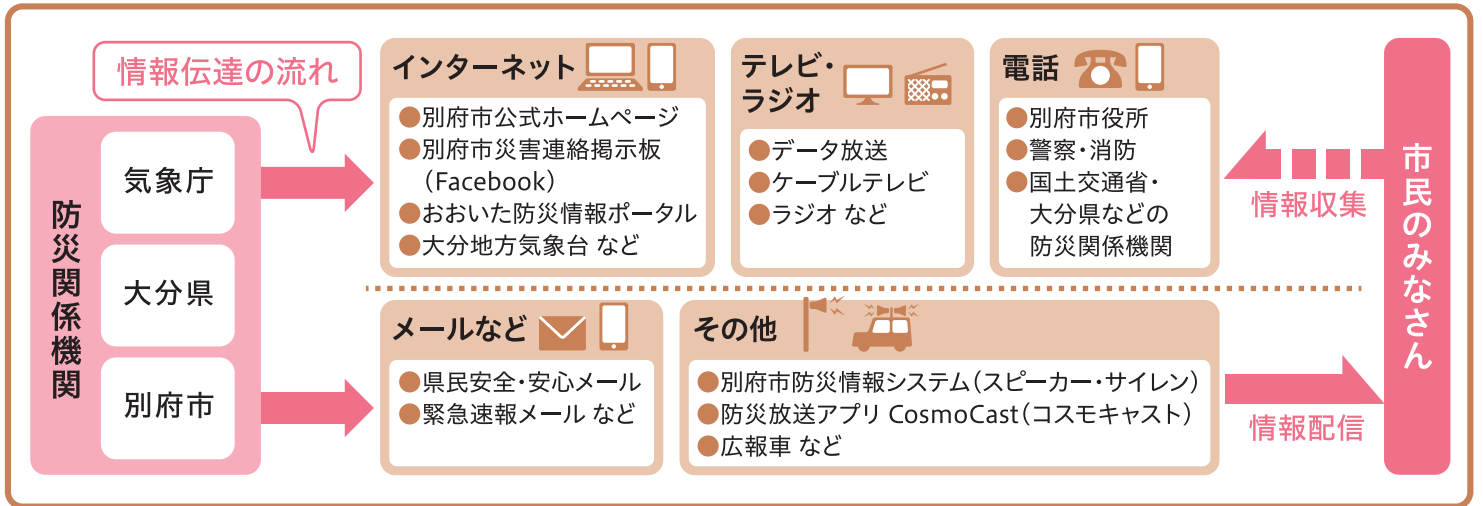 情報伝達の流れ
防災関係機関
気象庁
大分県
別府市
インターネット
●別府市公式ホームページ
●別府市災害連絡掲示板
（Facebook）
●おおいた防災情報ポータル
●大分地方気象台 など
テレビ・
ラジオ
●データ放送
●ケーブルテレビ
●ラジオ など
電話
●別府市役所
●警察・消防
●国土交通省・
大分県などの
防災関係機関
情報収集
メールなど
●県民安全・安心メール
●緊急速報メール など
その他
●別府市防災情報システム（スピーカー・サイレン）
●防災放送アプリ CosmoCast（コスモキャスト）
●広報車 など
情報配信
市民のみなさん